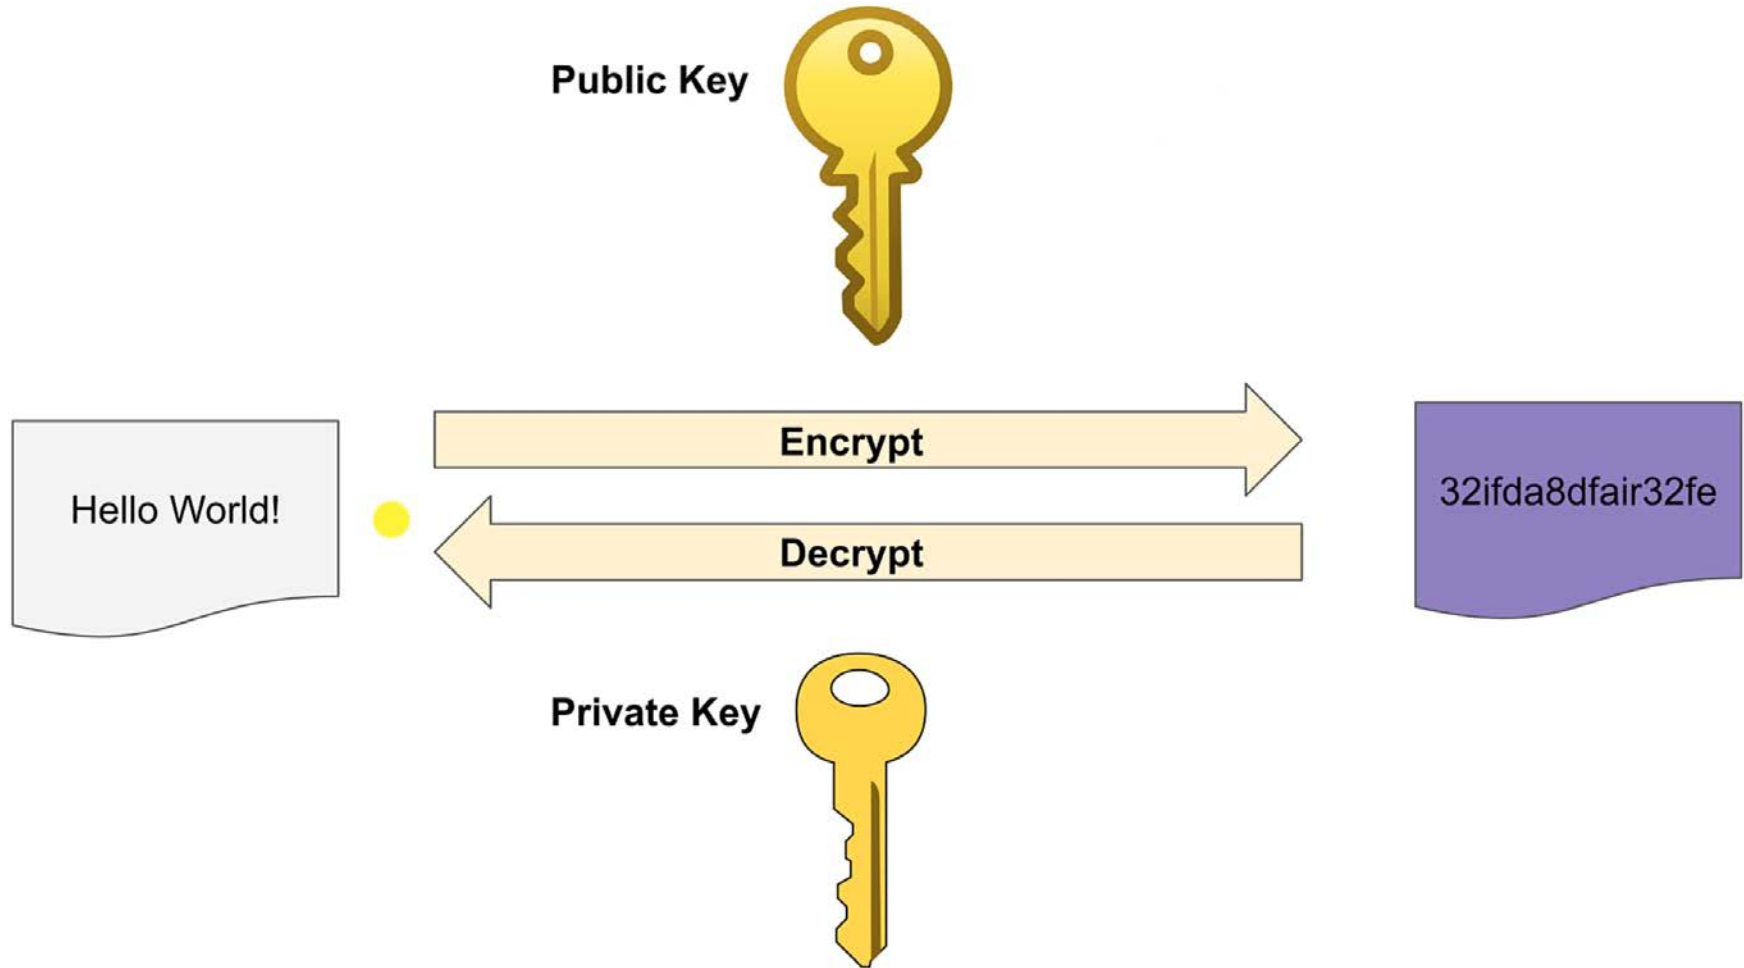 Public Key
Encrypt
Hello World!
32ifda8dfair32fe
Decrypt
Private Key